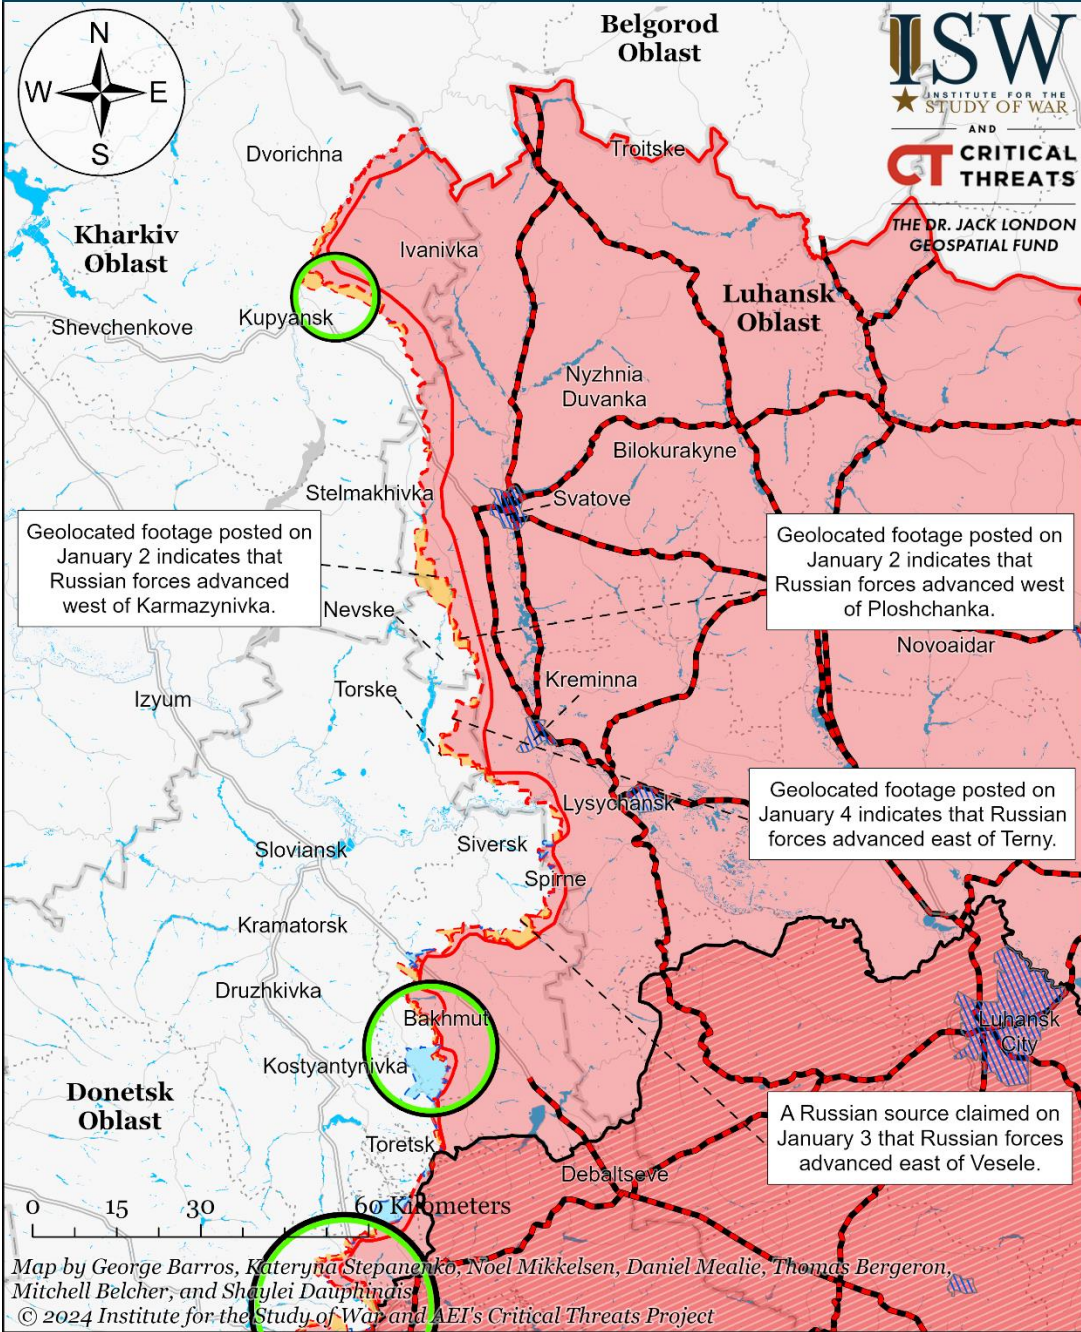 Belgorod
Oblast
ISW
INSTITUTE FOR THE
STUDY OF WAR
AND
CT CRITICAL
THREATS
THE DR. JACK LONDON
GEOSPATIAL FUND
N
W E
S
Dvorichna
Troitske
Kharkiv
Oblast
Ivanivka
Luhansk
Oblast
Shevchenkove
Kupyansk
Nyzhnia
Duvanka
Bilokurakyne
Stelmakhivka
Svatove
Geolocated footage posted on
January 2 indicates that
Russian forces advanced
west of Karmazynivka.
Geolocated footage posted on
January 2 indicates that
Russian forces advanced west
of Ploshchanka.
Nevske
Novoaidar
Torske
Kreminna
Izyum
Geolocated footage posted on
January 4 indicates that Russian
forces advanced east of Terny.
Lysychansk
Siversk
Sloviansk
Spirne
Kramatorsk
Druzhkivka
Bakhmut
Luhansk
City
Kostyantynivka
Donetsk
Oblast
A Russian source claimed on
January 3 that Russian forces
advanced east of Vesele.
Toretsk
Debaltseve
0 15 30 60 Kilometers
Map by George Barros, Kateryna Stepanenko, Noel Mikkelsen, Daniel Mealie, Thomas Bergeron,
Mitchell Belcher, and Shaylei Dauphinais
© 2024 Institute for the Study of War and AEI's Critical Threats Project